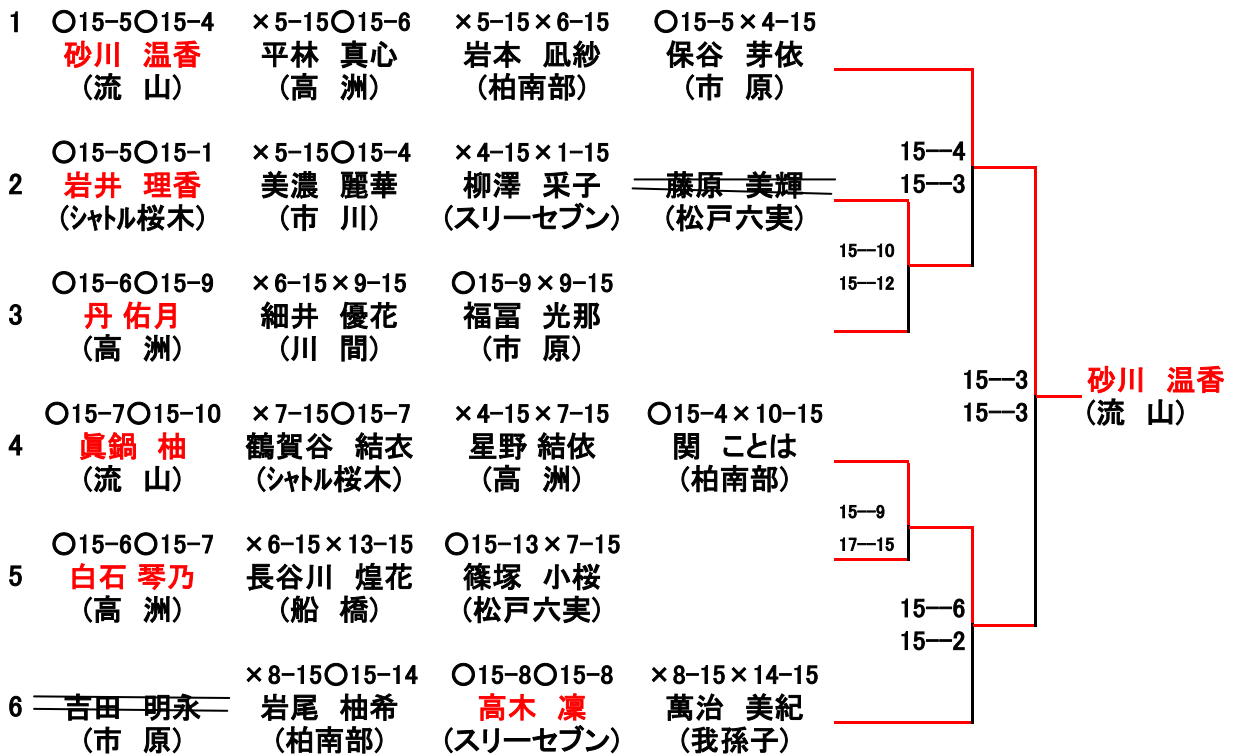 1 ○15-5○15-4 ×5-15○15-6 ×5-15×6-15 ○15-5×4-15
砂川 温香 平林 真心 岩本 凪紗 保谷 芽依
(流 山) (高 洲) (柏南部) (市 原)
○15-5○15-1 ×5-15○15-4 ×4-15×1-15
15--4
2 岩井 理香 美濃 麗華 柳澤 采子 藤原 美輝
15--3
(シャトル桜木) (市 川) (スリーセブン) (松戸六実)
15--10
○15-6○15-9 ×6-15×9-15 ○15-9×9-15
15--12
3 丹 佑月 細井 優花 福冨 光那
(高 洲) (川 間) (市 原)
15--3
砂川 温香
15--3
(流 山)
○15-7○15-10 ×7-15○15-7 ×4-15×7-15 ○15-4×10-15
4 眞鍋 柚 鶴賀谷 結衣 星野 結依 関 ことは
(流 山) (シャトル桜木) (高 洲) (柏南部)
15--9
○15-6○15-7 ×6-15×13-15 ○15-13×7-15
17--15
5 白石 琴乃 長谷川 煌花 篠塚 小桜
(高 洲) (船 橋) (松戸六実)
15--6
15--2
×8-15○15-14 ○15-8○15-8 ×8-15×14-15
6 吉田 明永 岩尾 柚希 高木 凜 萬治 美紀
(市 原) (柏南部) (スリーセブン) (我孫子)